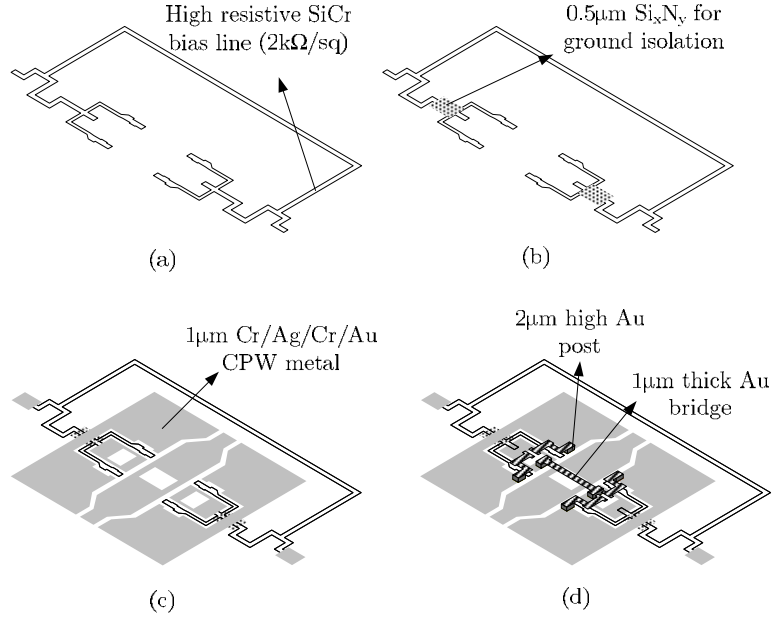 High resistive SiCr
bias line (2kΩ/sq)
(a)
0.5µm SiₓNᵧ for
ground isolation
(b)
1µm Cr/Ag/Cr/Au
CPW metal
(c)
2µm high Au
post
1µm thick Au
bridge
(d)